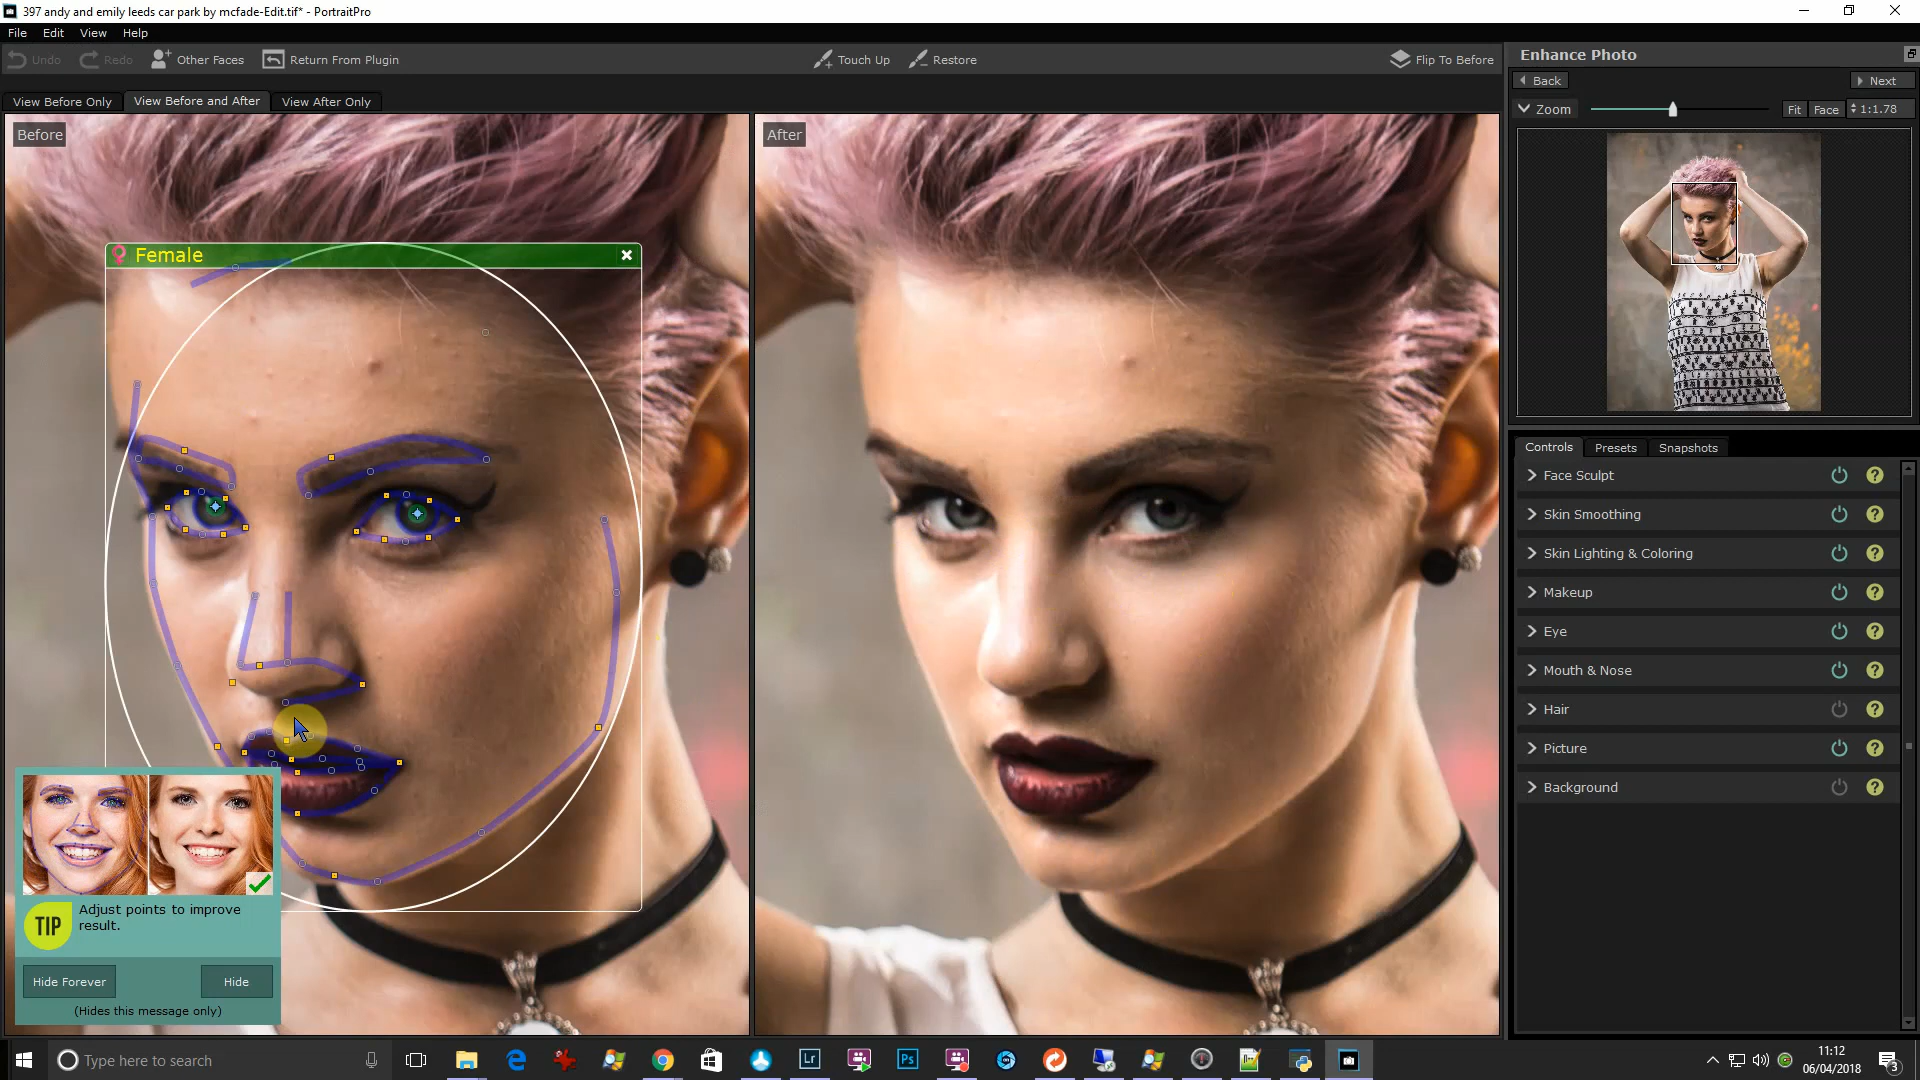 397 andy and emily leeds car park by mcfade-Edit.tif* - PortraitPro
File Edit View Help
Undo Redo Other Faces Return From Plugin Touch Up Restore Flip To Before
View Before Only View Before and After View After Only
Before
After
Female
TIP
Adjust points to improve
result.
Hide Forever Hide
(Hides this message only)
Enhance Photo
Back Next
Zoom Fit Face 1:1.78
Controls Presets Snapshots
Face Sculpt ?
Skin Smoothing ?
Skin Lighting & Coloring ?
Makeup ?
Eye ?
Mouth & Nose ?
Hair ?
Picture ?
Background ?
Type here to search
Lr
Ps
11:12
06/04/2018
3